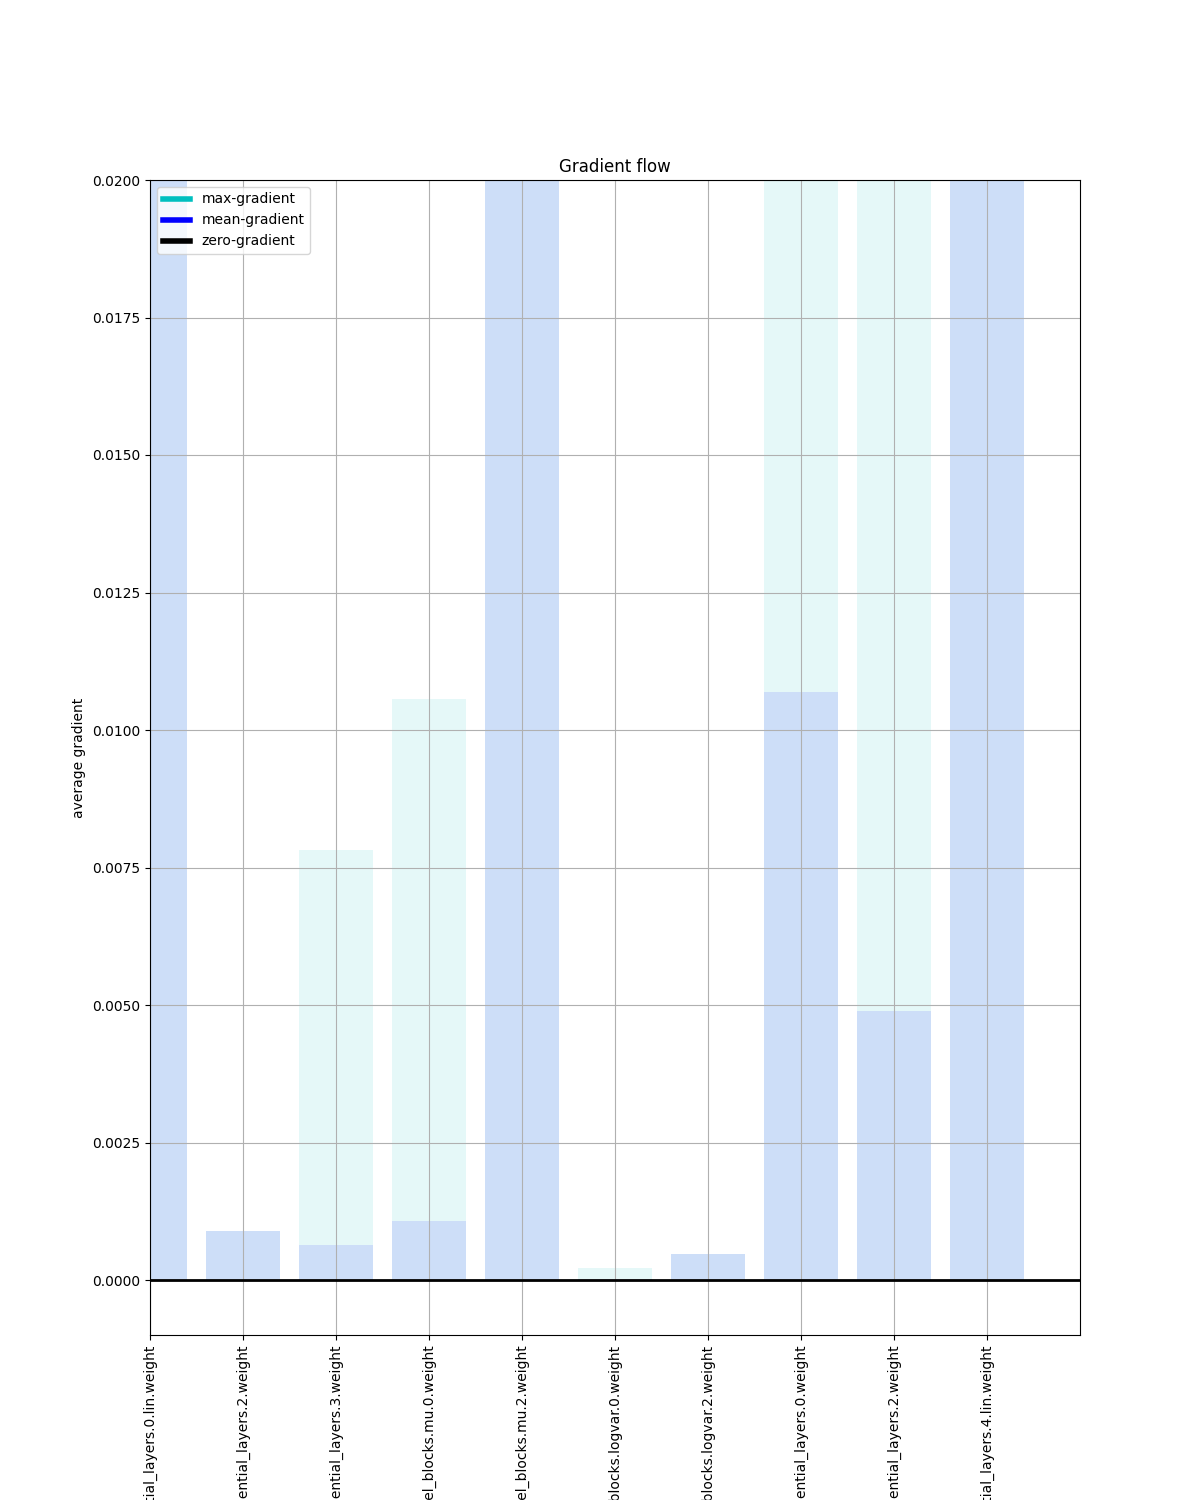 Gradient flow
max-gradient
mean-gradient
zero-gradient
0.0200
0.0175
0.0150
0.0125
0.0100
0.0075
0.0050
0.0025
0.0000
average gradient
tial_layers.0.lin.weight
ential_layers.2.weight
ential_layers.3.weight
el_blocks.mu.0.weight
el_blocks.mu.2.weight
blocks.logvar.0.weight
blocks.logvar.2.weight
ential_layers.0.weight
ential_layers.2.weight
tial_layers.4.lin.weight